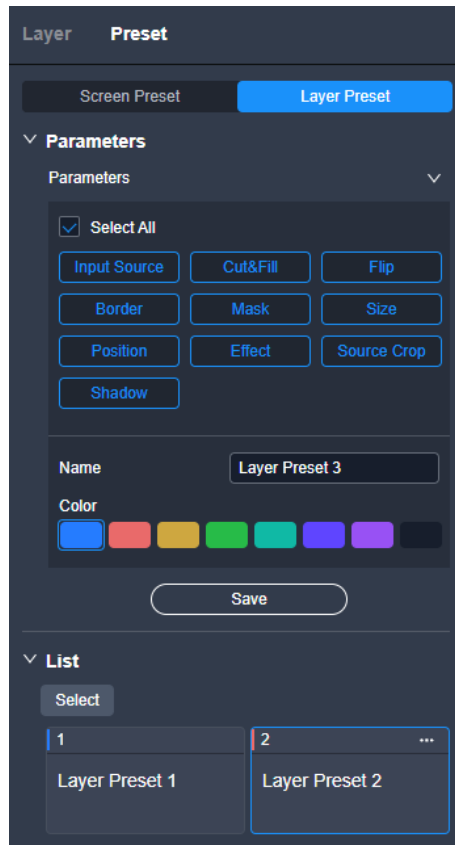 Layer Preset
Screen Preset Layer Preset
Parameters
Parameters
Select All
Input Source Cut&Fill Flip
Border Mask Size
Position Effect Source Crop
Shadow
Name Layer Preset 3
Color
Save
List
Select
1 2 ...
Layer Preset 1 Layer Preset 2